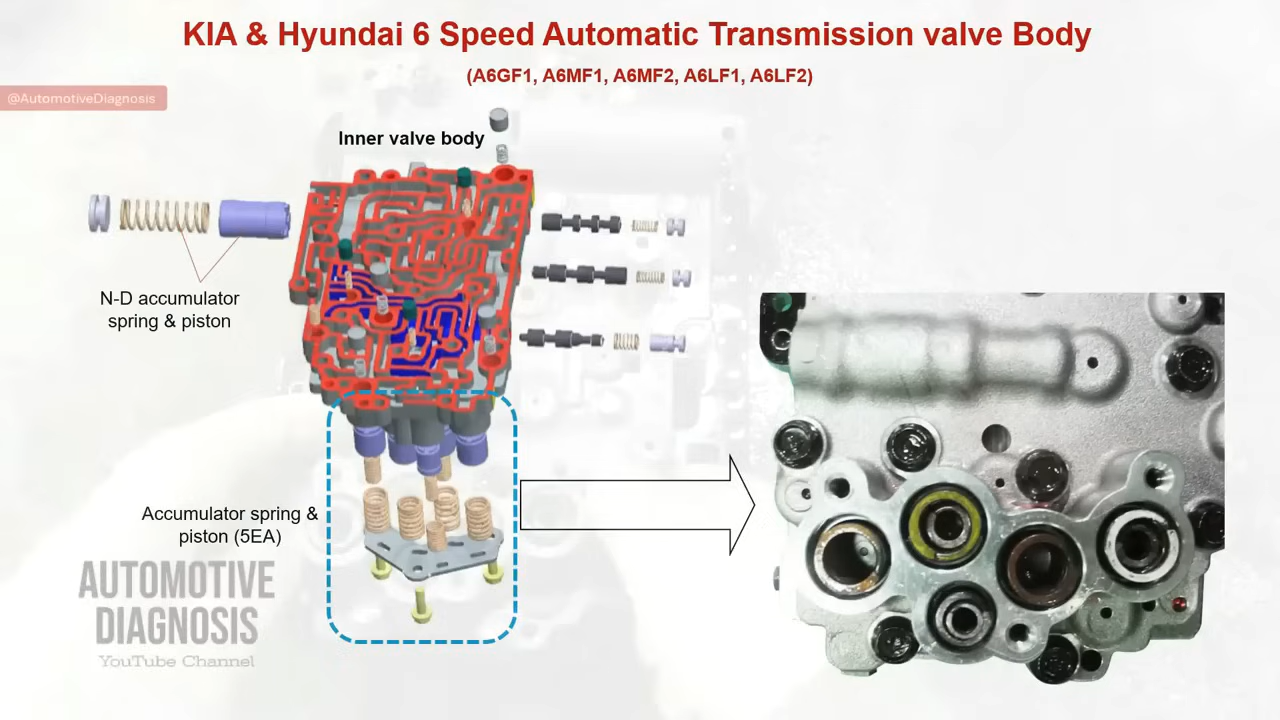 KIA & Hyundai 6 Speed Automatic Transmission valve Body
(A6GF1, A6MF1, A6MF2, A6LF1, A6LF2)
@AutomotiveDiagnosis
Inner valve body
N-D accumulator
spring & piston
Accumulator spring &
piston (5EA)
AUTOMOTIVE
DIAGNOSIS
YouTube Channel